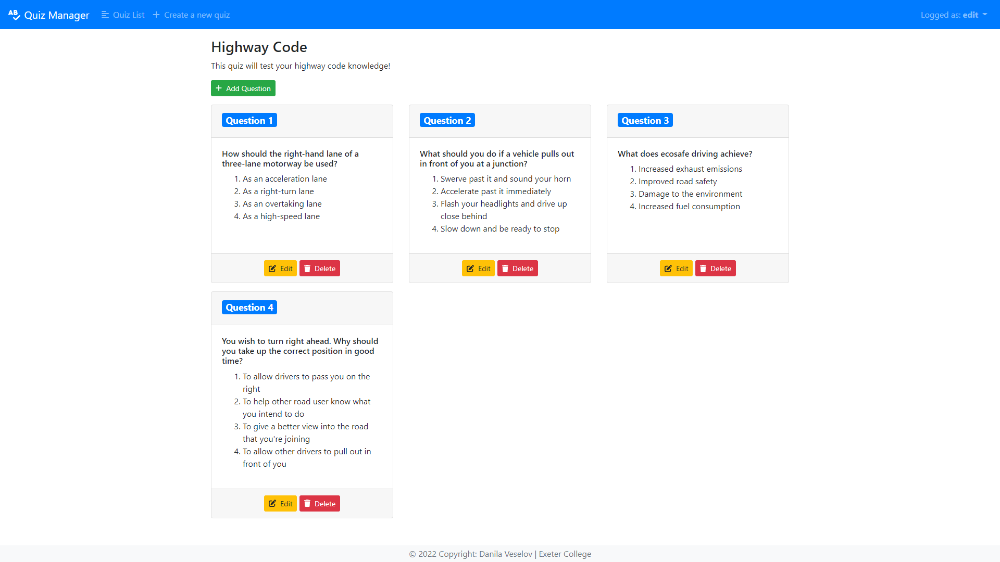 AB Quiz Manager Quiz List Create a new quiz Logged as: edit
Highway Code
This quiz will test your highway code knowledge!
Add Question
Question 1
How should the right-hand lane of a
three-lane motorway be used?
1. As an acceleration lane
2. As a right-turn lane
3. As an overtaking lane
4. As a high-speed lane
Edit Delete
Question 2
What should you do if a vehicle pulls out
in front of you at a junction?
1. Swerve past it and sound your horn
2. Accelerate past it immediately
3. Flash your headlights and drive up
close behind
4. Slow down and be ready to stop
Edit Delete
Question 3
What does ecosafe driving achieve?
1. Increased exhaust emissions
2. Improved road safety
3. Damage to the environment
4. Increased fuel consumption
Edit Delete
Question 4
You wish to turn right ahead. Why should
you take up the correct position in good
time?
1. To allow drivers to pass you on the
right
2. To help other road user know what
you intend to do
3. To give a better view into the road
that you're joining
4. To allow other drivers to pull out in
front of you
Edit Delete
© 2022 Copyright: Danila Veselov | Exeter College